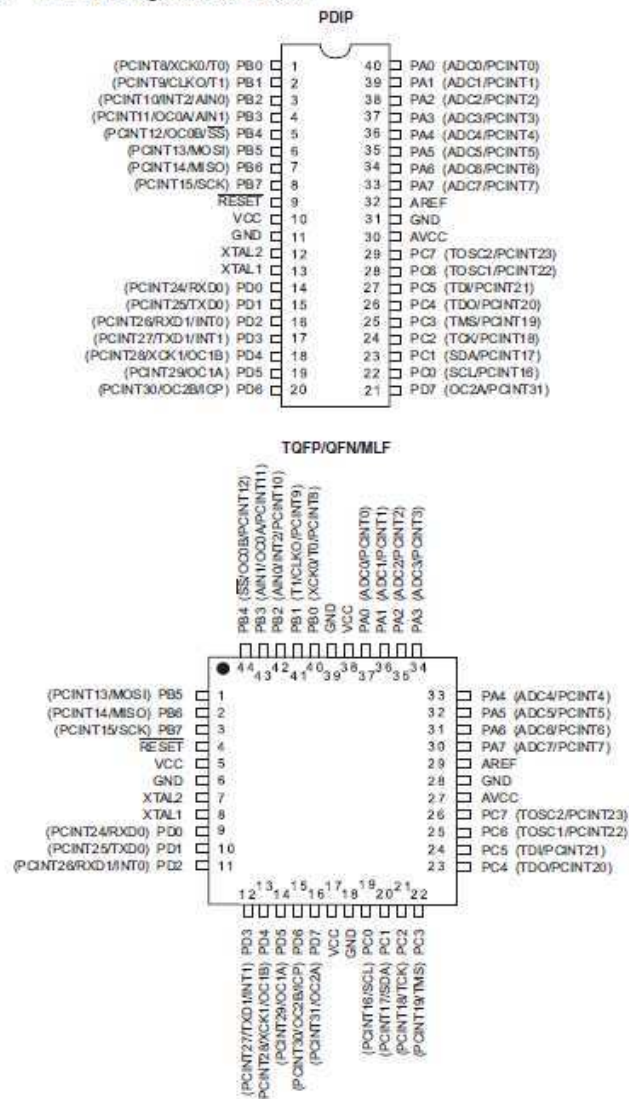 PDIP
(PCINT8/XCK0/T0) PB0 1 40 PA0 (ADC0/PCINT0)
(PCINT9/CLKO/T1) PB1 2 39 PA1 (ADC1/PCINT1)
(PCINT10/INT2/AIN0) PB2 3 38 PA2 (ADC2/PCINT2)
(PCINT11/OC0A/AIN1) PB3 4 37 PA3 (ADC3/PCINT3)
(PCINT12/OC0B/SS) PB4 5 36 PA4 (ADC4/PCINT4)
(PCINT13/MOSI) PB5 6 35 PA5 (ADC5/PCINT5)
(PCINT14/MISO) PB6 7 34 PA6 (ADC6/PCINT6)
(PCINT15/SCK) PB7 8 33 PA7 (ADC7/PCINT7)
RESET 9 32 AREF
VCC 10 31 GND
GND 11 30 AVCC
XTAL2 12 29 PC7 (TOSC2/PCINT23)
XTAL1 13 28 PC6 (TOSC1/PCINT22)
(PCINT24/RXD0) PD0 14 27 PC5 (TDI/PCINT21)
(PCINT25/TXD0) PD1 15 26 PC4 (TDO/PCINT20)
(PCINT26/RXD1/INT0) PD2 16 25 PC3 (TMS/PCINT19)
(PCINT27/TXD1/INT1) PD3 17 24 PC2 (TCK/PCINT18)
(PCINT28/XCK1/OC1B) PD4 18 23 PC1 (SDA/PCINT17)
(PCINT29/OC1A) PD5 19 22 PC0 (SCL/PCINT16)
(PCINT30/OC2B/ICP) PD6 20 21 PD7 (OC2A/PCINT31)
TQFP/QFN/MLF
PB4 (SS/OC0B/PCINT12)
PB3 (AIN1/OC0A/PCINT11)
PB2 (AIN0/INT2/PCINT10)
PB1 (T1/CLKO/PCINT9)
PB0 (XCK0/T0/PCINT8)
GND
VCC
PA0 (ADC0/PCINT0)
PA1 (ADC1/PCINT1)
PA2 (ADC2/PCINT2)
PA3 (ADC3/PCINT3)
44 43 42 41 40 39 38 37 36 35 34
(PCINT13/MOSI) PB5 1 33 PA4 (ADC4/PCINT4)
(PCINT14/MISO) PB6 2 32 PA5 (ADC5/PCINT5)
(PCINT15/SCK) PB7 3 31 PA6 (ADC6/PCINT6)
RESET 4 30 PA7 (ADC7/PCINT7)
VCC 5 29 AREF
GND 6 28 GND
XTAL2 7 27 AVCC
XTAL1 8 26 PC7 (TOSC2/PCINT23)
(PCINT24/RXD0) PD0 9 25 PC6 (TOSC1/PCINT22)
(PCINT25/TXD0) PD1 10 24 PC5 (TDI/PCINT21)
(PCINT26/RXD1/INT0) PD2 11 23 PC4 (TDO/PCINT20)
12 13 14 15 16 17 18 19 20 21 22
(PCINT27/TXD1/INT1) PD3
(PCINT28/XCK1/OC1B) PD4
(PCINT29/OC1A) PD5
(PCINT30/OC2B/ICP) PD6
(PCINT31/OC2A) PD7
VCC
GND
(PCINT16/SCL) PC0
(PCINT17/SDA) PC1
(PCINT18/TCK) PC2
(PCINT19/TMS) PC3